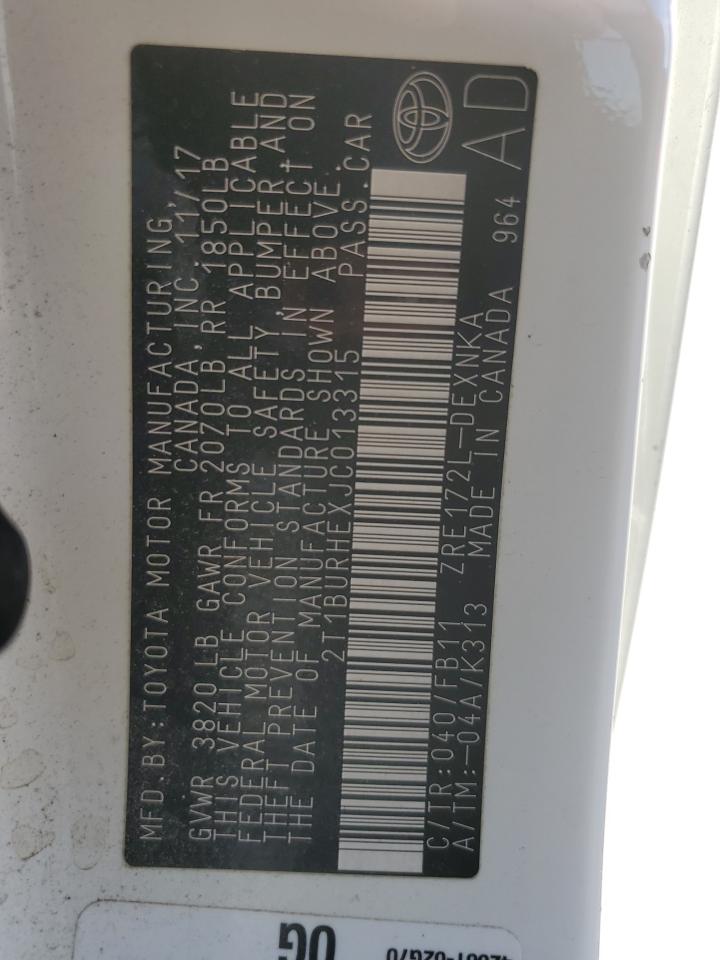 MFD.BY:TOYOTA MOTOR MANUFACTURING,
CANADA,INC. 11/17
GVWR 3820 LB GAWR FR 2070LB,RR 1850LB
THIS VEHICLE CONFORMS TO ALL APPLICABLE
FEDERAL MOTOR VEHICLE SAFETY, BUMPER,AND
THEFT PREVENTION STANDARDS IN EFFECT ON
THE DATE OF MANUFACTURE SHOWN ABOVE.
2T1BURHEXJC013315 PASS.CAR
C/TR:040/FB11 ZRE172L-DEXNKA
A/TM:-04A/K313 MADE IN CANADA 964
AD